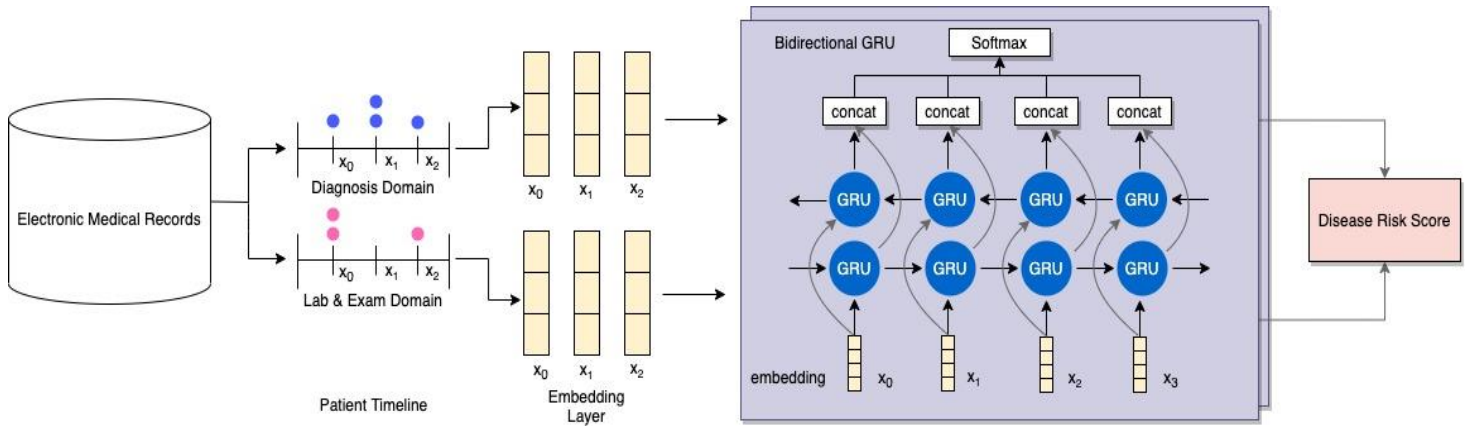 Electronic Medical Records
x0 x1 x2
Diagnosis Domain
x0 x1 x2
Lab & Exam Domain
Patient Timeline
x0 x1 x2
x0 x1 x2
Embedding
Layer
Bidirectional GRU
Softmax
concat concat concat concat
GRU GRU GRU GRU
GRU GRU GRU GRU
embedding x0 x1 x2 x3
Disease Risk
Score